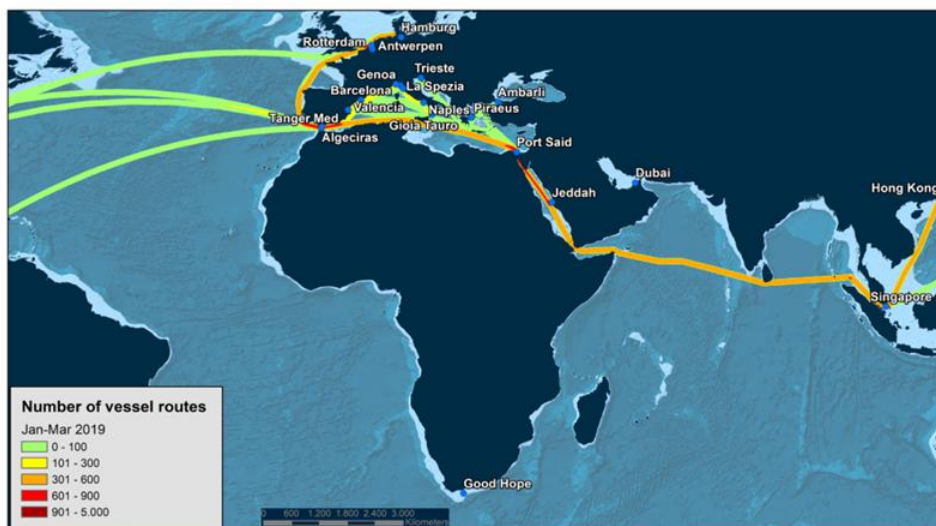 Hamburg
Rotterdam
Antwerpen
Trieste
Genoa
La Spezia
Barcelona
Ambarli
Valencia
Naples
Piraeus
Tanger Med
Gioia Tauro
Algeciras
Port Said
Dubai
Jeddah
Hong Kong
Singapore
Good Hope
Number of vessel routes
Jan-Mar 2019
0 - 100
101 - 300
301 - 600
601 - 900
901 - 5.000
0 600 1.200 1.800 2.400 3.000
Kilometers